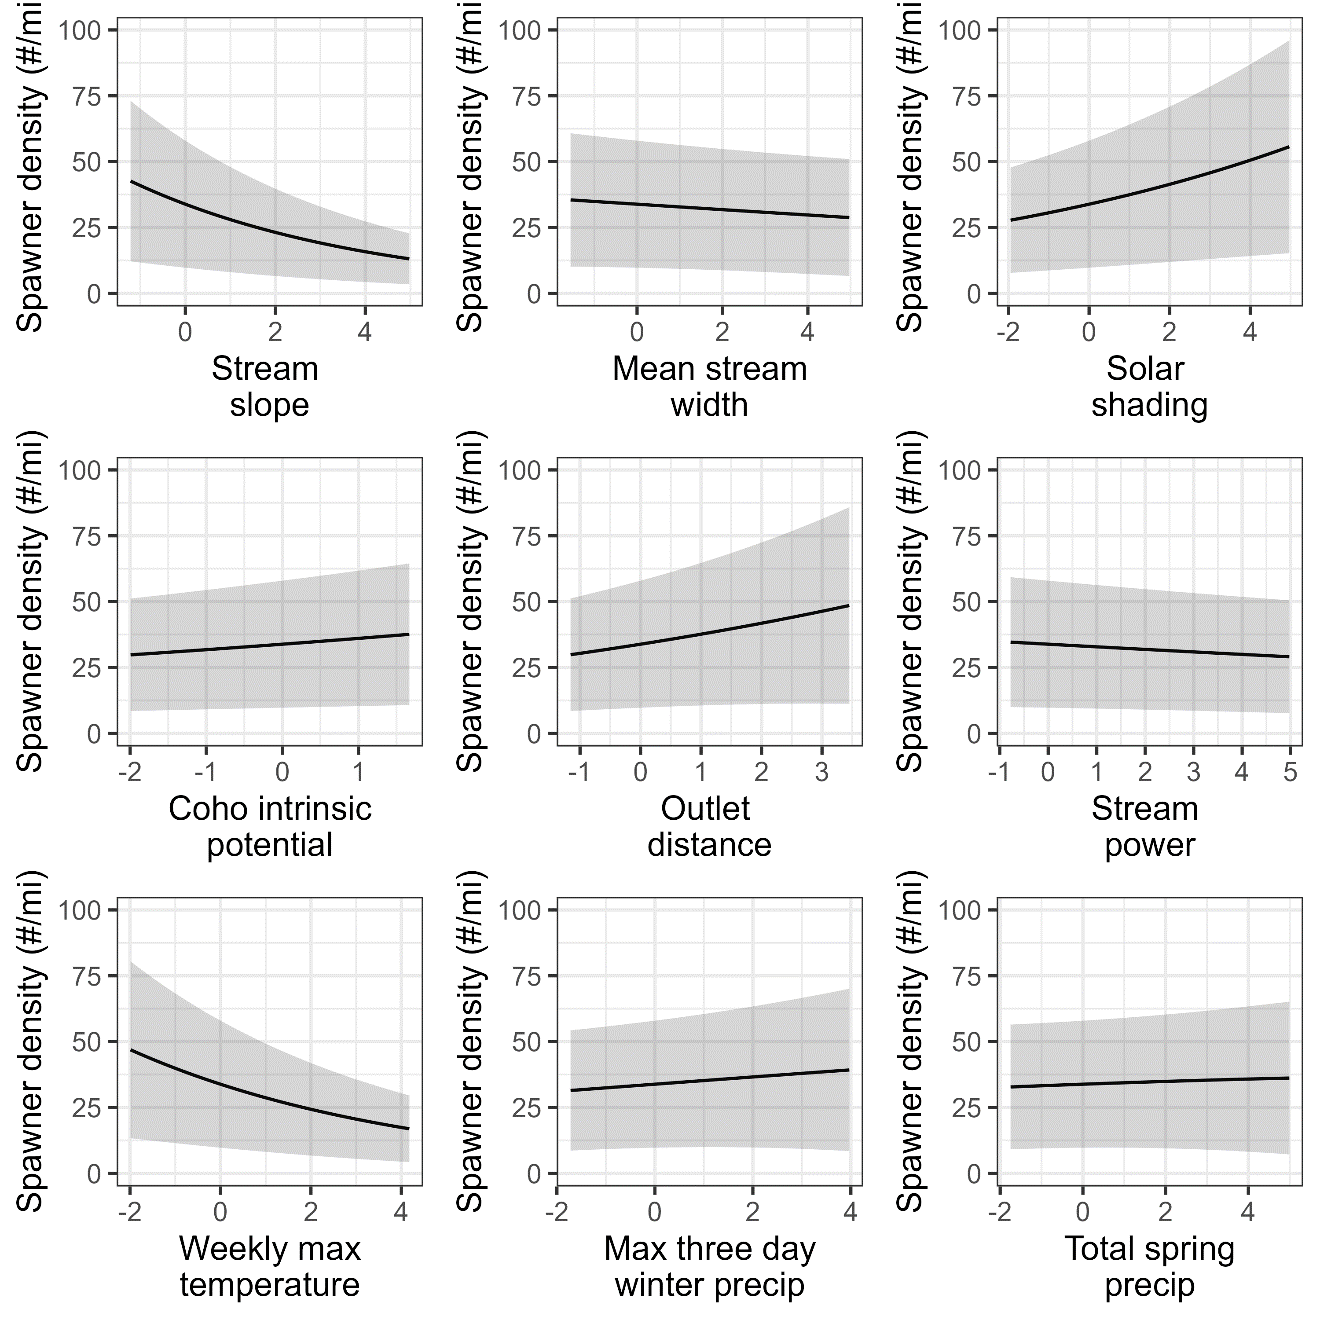 Spawner density (#/mi)
100
75
50
25
0
0 2 4
Stream
slope
Spawner density (#/mi)
100
75
50
25
0
0 2 4
Mean stream
width
Spawner density (#/mi)
100
75
50
25
0
-2 0 2 4
Solar
shading
Spawner density (#/mi)
100
75
50
25
0
-2 -1 0 1
Coho intrinsic
potential
Spawner density (#/mi)
100
75
50
25
0
-1 0 1 2 3
Outlet
distance
Spawner density (#/mi)
100
75
50
25
0
-1 0 1 2 3 4 5
Stream
power
Spawner density (#/mi)
100
75
50
25
0
-2 0 2 4
Weekly max
temperature
Spawner density (#/mi)
100
75
50
25
0
-2 0 2 4
Max three day
winter precip
Spawner density (#/mi)
100
75
50
25
0
-2 0 2 4
Total spring
precip